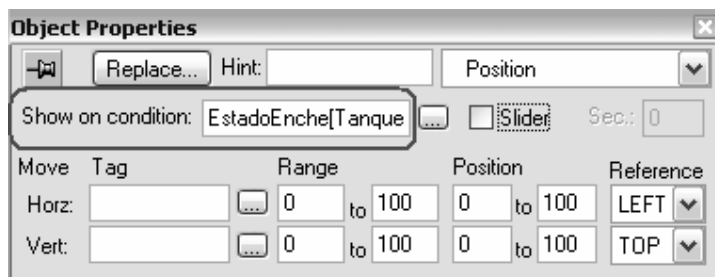 Object Properties
Replace... Hint: Position
Show on condition: EstadoEnche[Tanque ... Slider Sec.: 0
Move Tag Range Position Reference
Horz: ... 0 to 100 0 to 100 LEFT
Vert: ... 0 to 100 0 to 100 TOP